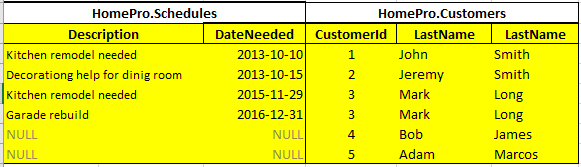 HomePro.Schedules HomePro.Customers
Description DateNeeded CustomerId LastName LastName
Kitchen remodel needed 2013-10-10 1 John Smith
Decorationg help for dinig room 2013-10-15 2 Jeremy Smith
Kitchen remodel needed 2015-11-29 3 Mark Long
Garade rebuild 2016-12-31 3 Mark Long
NULL NULL 4 Bob James
NULL NULL 5 Adam Marcos